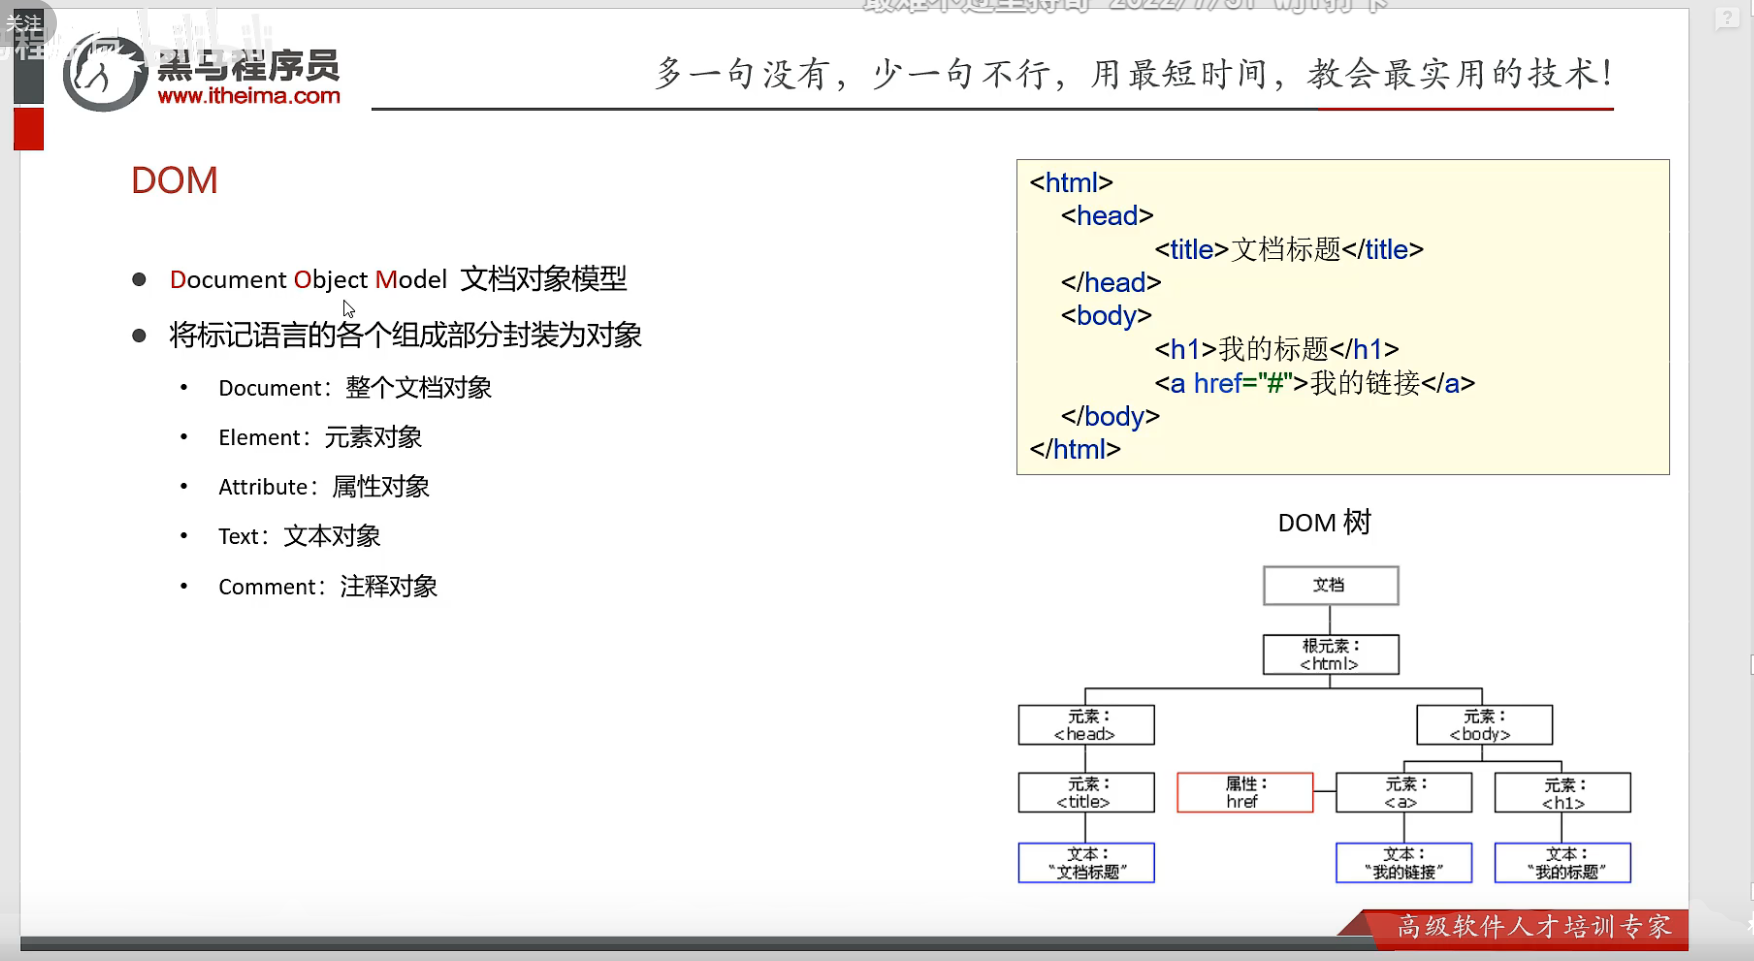 关注
黑马程序员
www.itheima.com
多一句没有，少一句不行，用最短时间，教会最实用的技术！
DOM
Document Object Model 文档对象模型
将标记语言的各个组成部分封装为对象
Document：整个文档对象
Element：元素对象
Attribute：属性对象
Text：文本对象
Comment：注释对象
<html>
<head>
<title>文档标题</title>
</head>
<body>
<h1>我的标题</h1>
<a href="#">我的链接</a>
</body>
</html>
DOM 树
文档
根元素：
<html>
元素：
<head>
元素：
<body>
元素：
<title>
属性：
href
元素：
<a>
元素：
<h1>
文本：
“文档标题”
文本：
“我的链接”
文本：
“我的标题”
高级软件人才培训专家